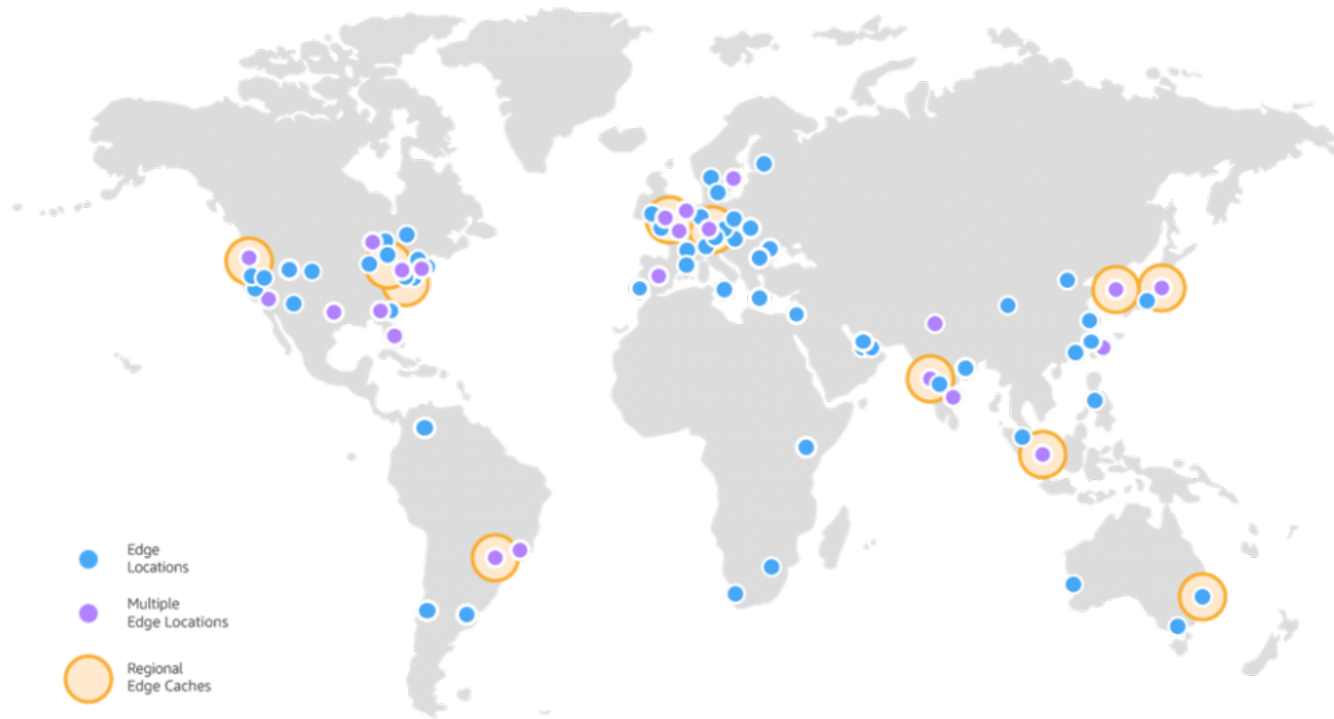 Edge
Locations
Multiple
Edge Locations
Regional
Edge Caches